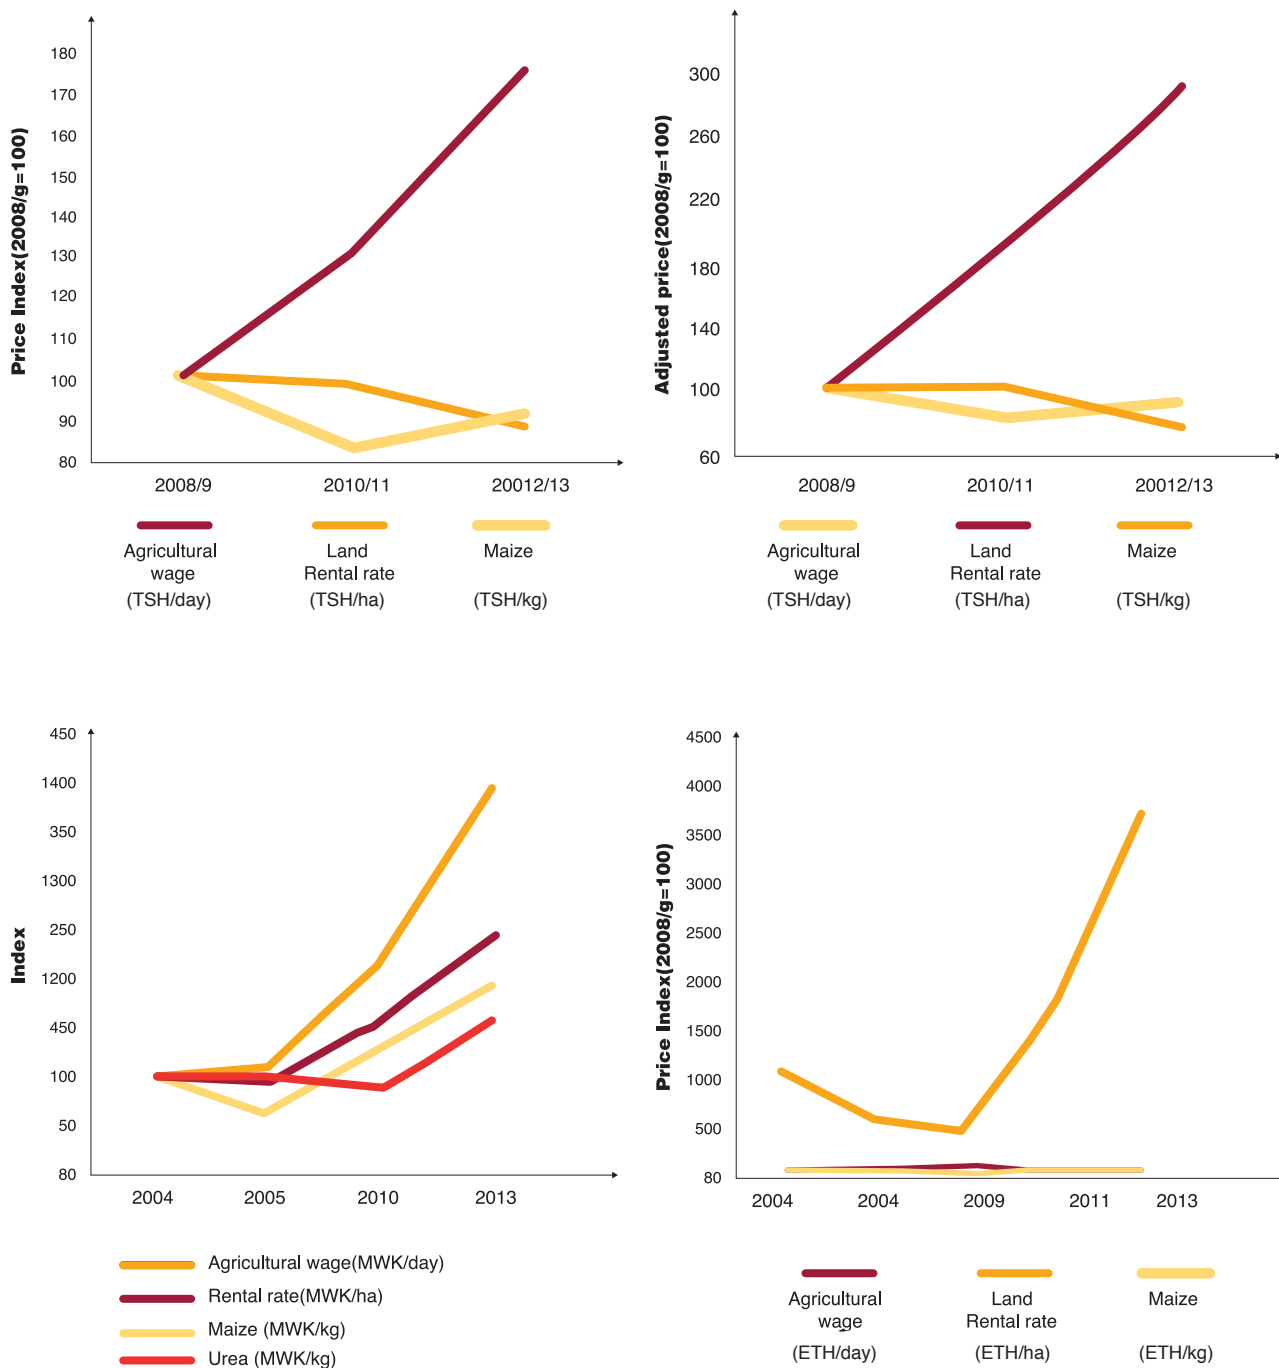 Price Index(2008/g=100)
180
170
160
150
140
130
120
110
100
90
80
2008/9
2010/11
20012/13
Agricultural
wage
(TSH/day)
Land
Rental rate
(TSH/ha)
Maize
(TSH/kg)
Adjusted price(2008/g=100)
300
260
220
180
140
100
60
2008/9
2010/11
20012/13
Agricultural
wage
(TSH/day)
Land
Rental rate
(TSH/ha)
Maize
(TSH/kg)
Index
450
1400
350
1300
250
1200
450
100
50
80
2004
2005
2010
2013
Agricultural wage(MWK/day)
Rental rate(MWK/ha)
Maize (MWK/kg)
Urea (MWK/kg)
Price Index(2008/g=100)
4500
4000
3500
3000
2500
2000
1500
1000
500
80
2004
2004
2009
2011
2013
Agricultural
wage
(ETH/day)
Land
Rental rate
(ETH/ha)
Maize
(ETH/kg)